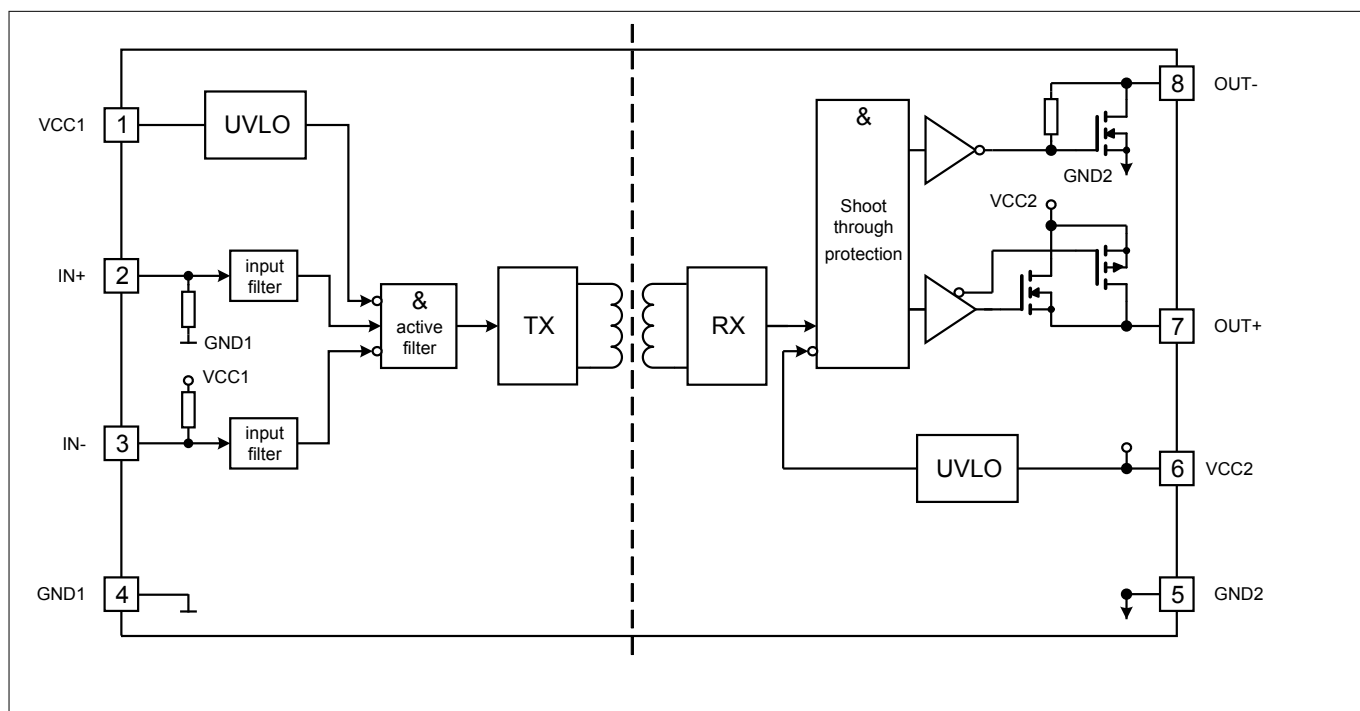 VCC1
1
UVLO
IN+
2
input
filter
GND1
VCC1
IN-
3
input
filter
GND1
4
&
active
filter
TX
RX
&
Shoot
through
protection
UVLO
GND2
VCC2
8
OUT-
7
OUT+
6
VCC2
5
GND2